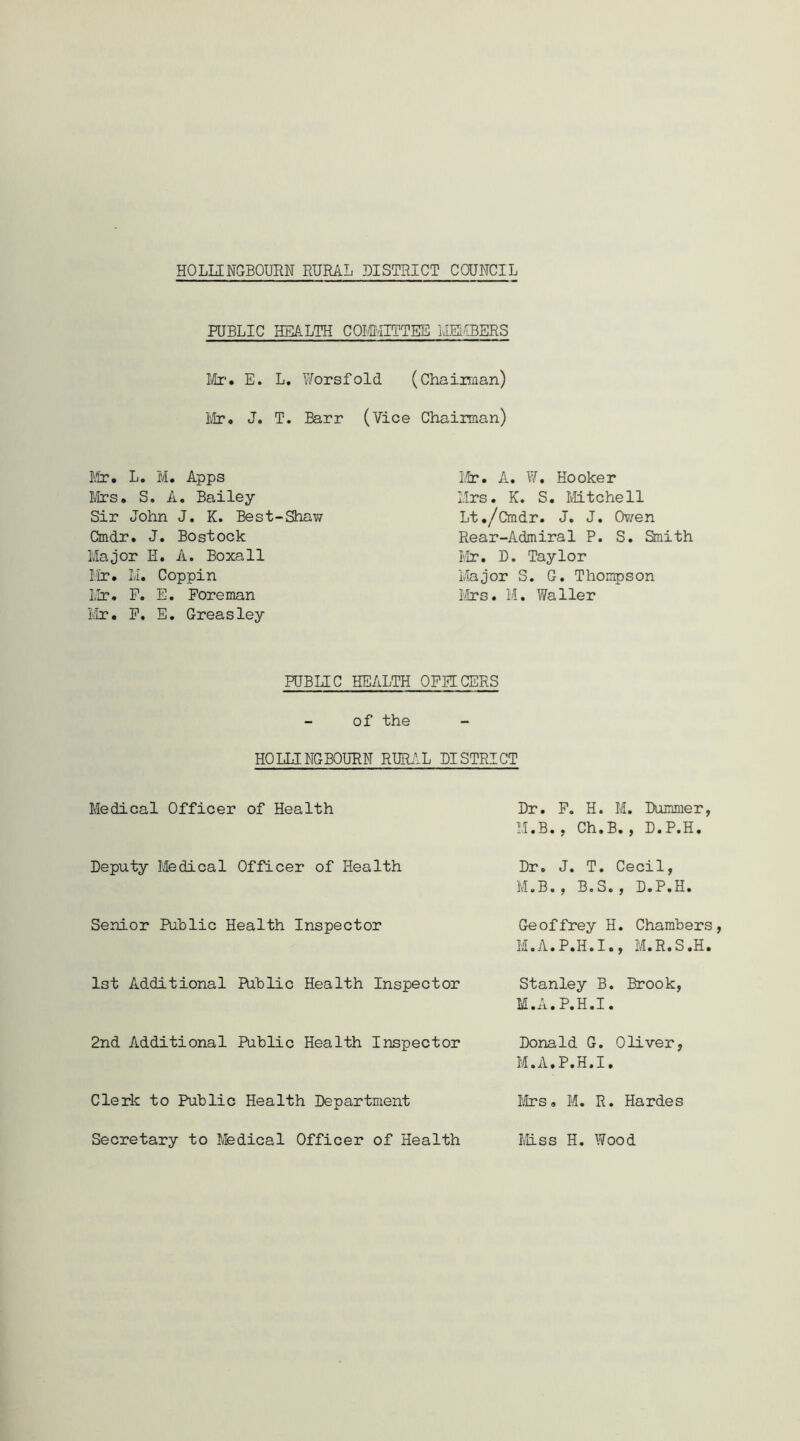 HOLLINGBOURN RURAL DISTRICT COUNCIL
PUBLIC HEALTH COMMITTEE MEMBERS
Mr. E. L. Worsfold (Chairman)
Mr. J. T. Barr (Vice Chairman)
Mr. L. M. Apps
Mrs. S. A. Bailey
Sir John J. K. Best-Shaw
Cmdr. J. Bostock
Major H. A. Boxall
Mr. M. Coppin
Mr. F. E. Foreman
Mr. F. E. Greasley
Mr. A. W. Hooker
Mrs. K. S. Mitchell
Lt./Cmdr. J. J. Owen
Rear-Admiral P. S. Smith
Mr. D. Taylor
Major S. G. Thompson
Mrs. M. Waller
PUBLIC HEALTH OFFICERS
- of the -
HOLLINGBOURN RURAL DISTRICT
Medical Officer of Health Dr. F. H. M. Dummer,
M.B., Ch.B., D.P.H.
Deputy Medical Officer of Health Dr. J. T. Cecil,
M.B., B.S., D.P.H.
Senior Public Health Inspector Geoffrey H. Chambers,
M.A.P.H.I., M.R.S.H.
1st Additional Public Health Inspector Stanley B. Brook,
M.A.P.H.I.
2nd Additional Public Health Inspector Donald G. Oliver,
M.A.P.H.I.
Clerk to Public Health Department Mrs. M. R. Hardes
Secretary to Medical Officer of Health Miss H. Wood